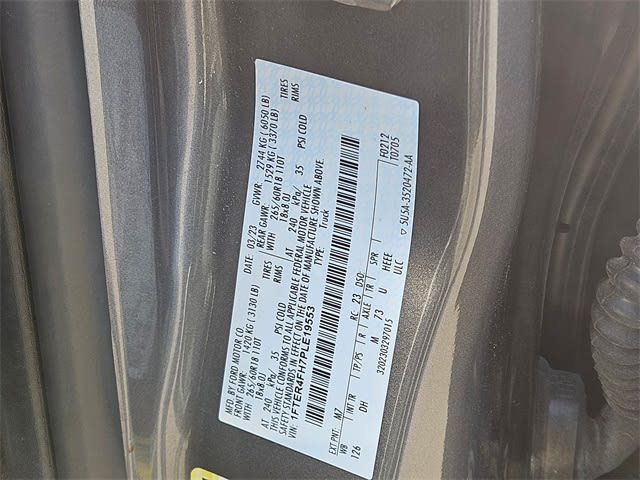 MFD. BY FORD MOTOR CO. DATE: 03/23 GVWR: 2744 KG ( 6050 LB)
FRONT GAWR: 1420 KG ( 3130 LB) REAR GAWR: 1529 KG ( 3370 LB)
WITH 265/60R18 110T TIRES WITH 265/60R18 110T TIRES
18x8.0J RIMS 18x8.0J RIMS
AT 240 kPa/ 35 PSI COLD AT 240 kPa/ 35 PSI COLD
THIS VEHICLE CONFORMS TO ALL APPLICABLE FEDERAL MOTOR VEHICLE
SAFETY STANDARDS IN EFFECT ON THE DATE OF MANUFACTURE SHOWN ABOVE.
VIN: 1FTER4FH7PLE19553 TYPE: Truck
F0212
T0705
EXT PNT: M7 RC: 23 DSO:
WB INT TR TP/PS R AXLE TR SPR
126 DH M 73 U HEEE
ULC
3202303297015 5U5A-3520472-AA